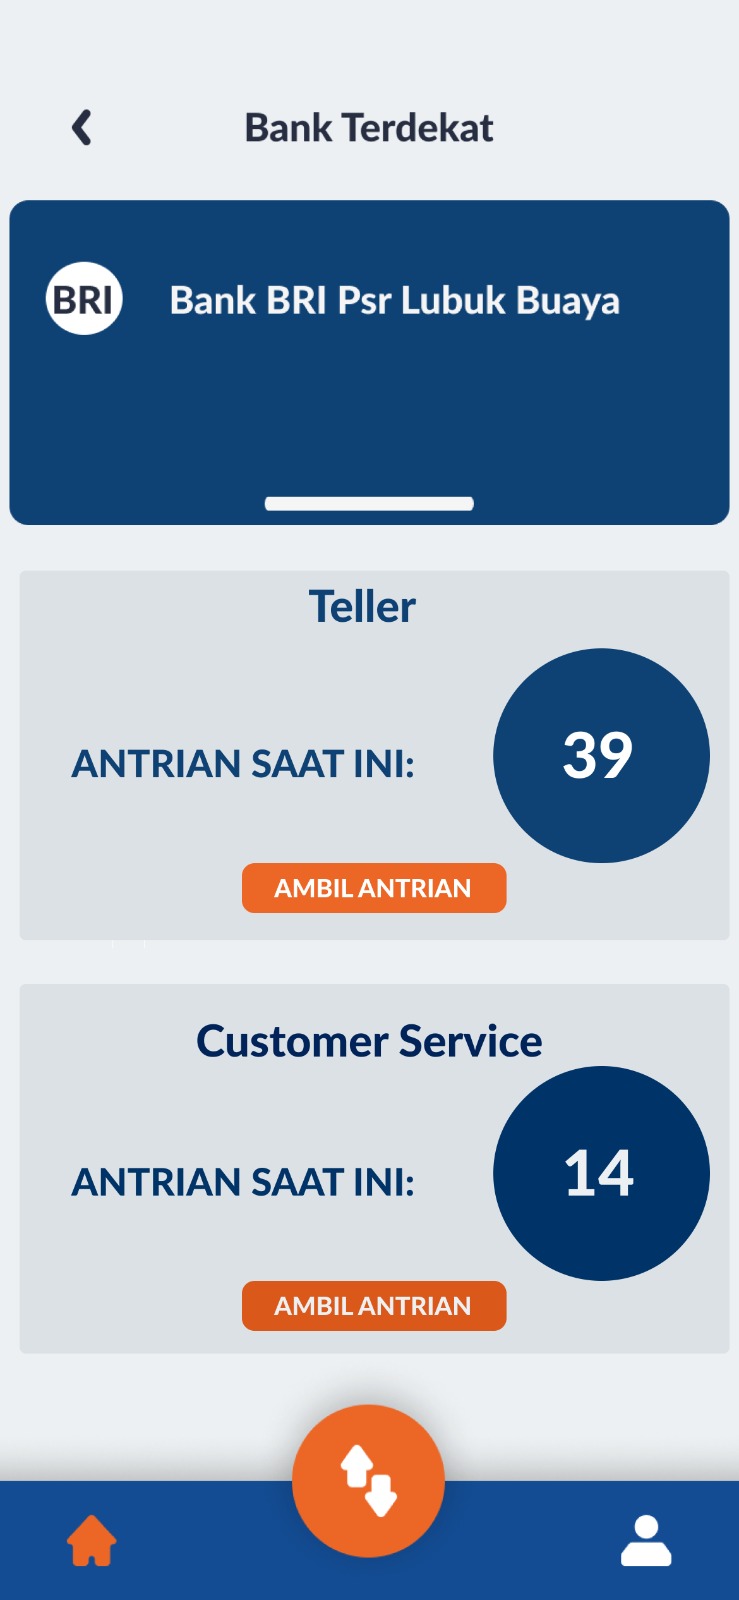 Bank Terdekat
BRI
Bank BRI Psr Lubuk Buaya
Teller
ANTRIAN SAAT INI:
39
AMBIL ANTRIAN
Customer Service
ANTRIAN SAAT INI:
14
AMBIL ANTRIAN